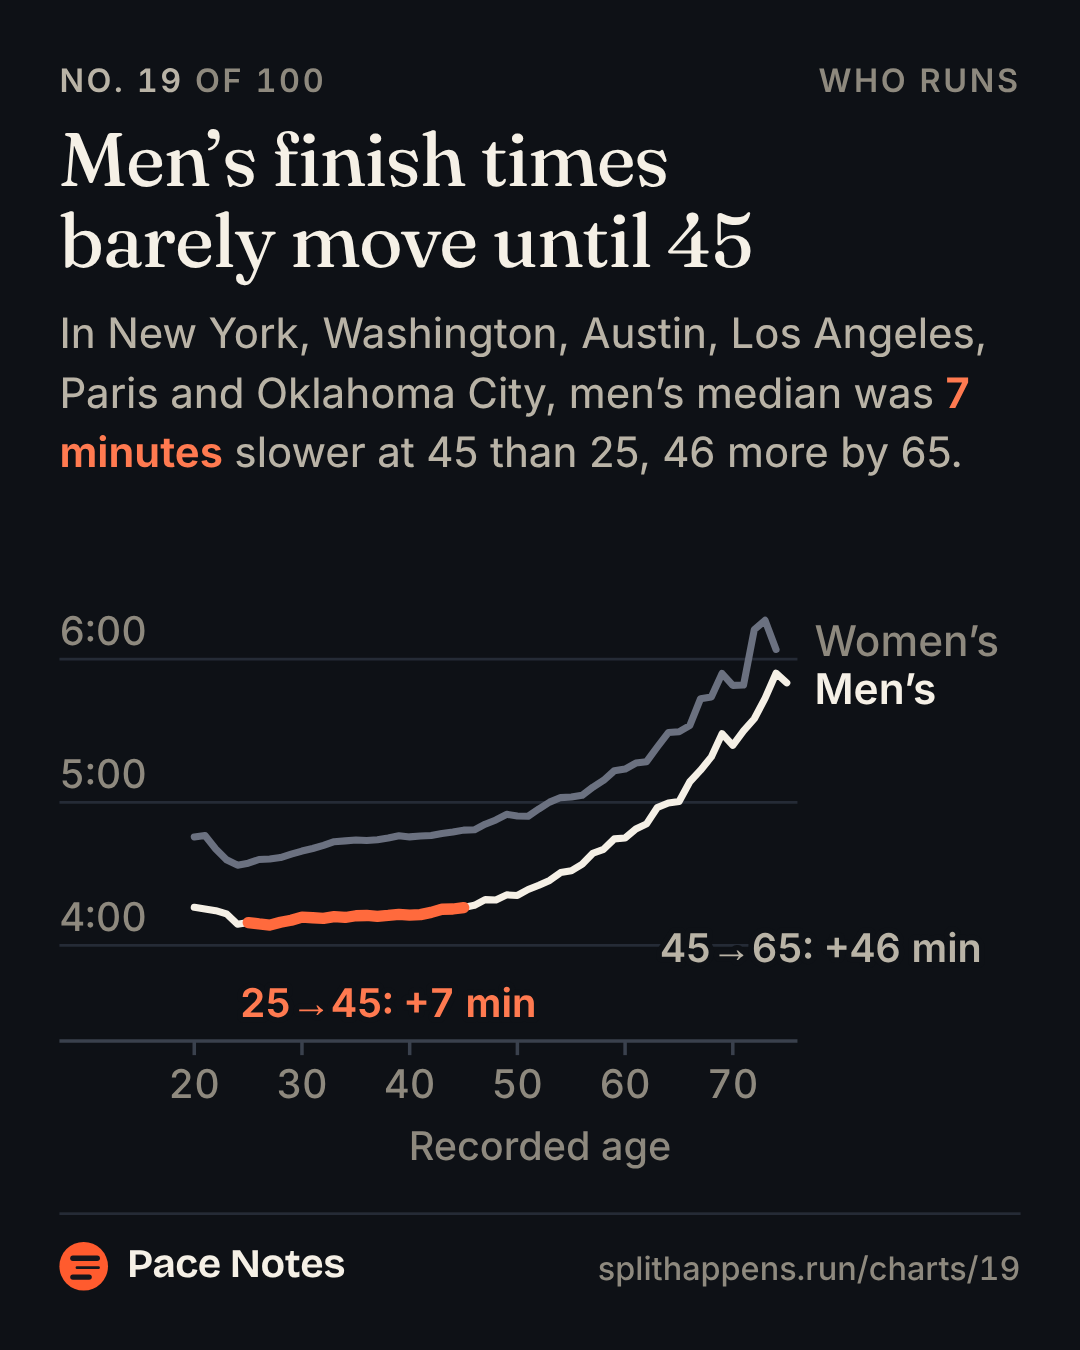 NO. 19 OF 100
WHO RUNS
Men’s finish times
barely move until 45
In New York, Washington, Austin, Los Angeles,
Paris and Oklahoma City, men’s median was 7
minutes slower at 45 than 25, 46 more by 65.
6:00
Women’s
Men’s
5:00
4:00
45→65: +46 min
25→45: +7 min
20 30 40 50 60 70
Recorded age
Pace Notes
splithappens.run/charts/19